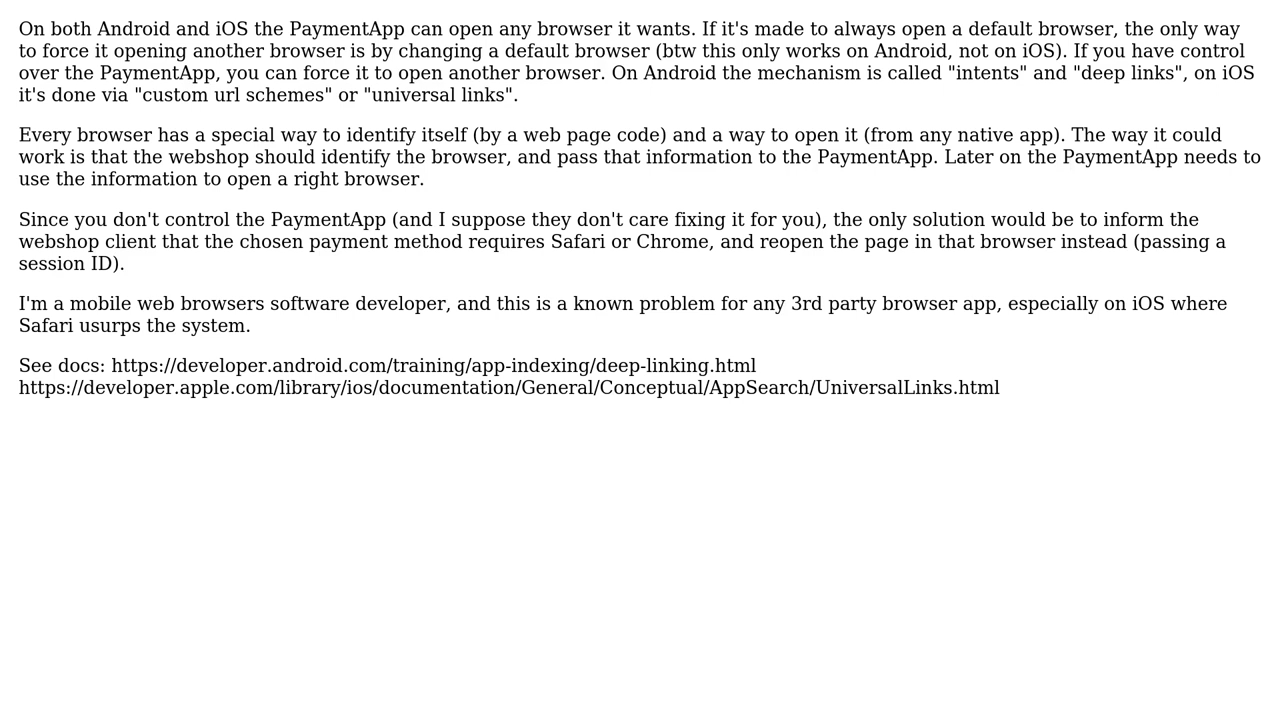 On both Android and iOS the PaymentApp can open any browser it wants. If it's made to always open a default browser, the only way
to force it opening another browser is by changing a default browser (btw this only works on Android, not on iOS). If you have control
over the PaymentApp, you can force it to open another browser. On Android the mechanism is called "intents" and "deep links", on iOS
it's done via "custom url schemes" or "universal links".
Every browser has a special way to identify itself (by a web page code) and a way to open it (from any native app). The way it could
work is that the webshop should identify the browser, and pass that information to the PaymentApp. Later on the PaymentApp needs to
use the information to open a right browser.
Since you don't control the PaymentApp (and I suppose they don't care fixing it for you), the only solution would be to inform the
webshop client that the chosen payment method requires Safari or Chrome, and reopen the page in that browser instead (passing a
session ID).
I'm a mobile web browsers software developer, and this is a known problem for any 3rd party browser app, especially on iOS where
Safari usurps the system.
See docs: https://developer.android.com/training/app-indexing/deep-linking.html
https://developer.apple.com/library/ios/documentation/General/Conceptual/AppSearch/UniversalLinks.html